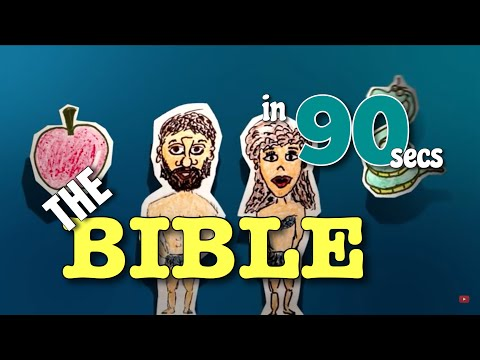 in
90
secs
THE
BIBLE